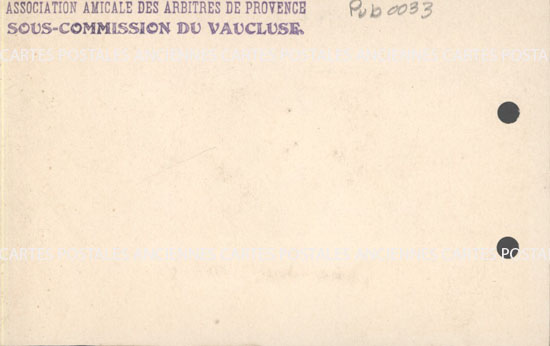 ASSOCIATION AMICALE DES ARBITRES DE PROVENCE
SOUS-COMMISSION DU VAUCLUSE.
Pub 0033
CARTES POSTALES ANCIENNES CARTES POSTALES ANCIENNES CARTES POSTALES
CARTES POSTALES ANCIENNES CARTES POSTALES ANCIENNES CARTES POSTALES